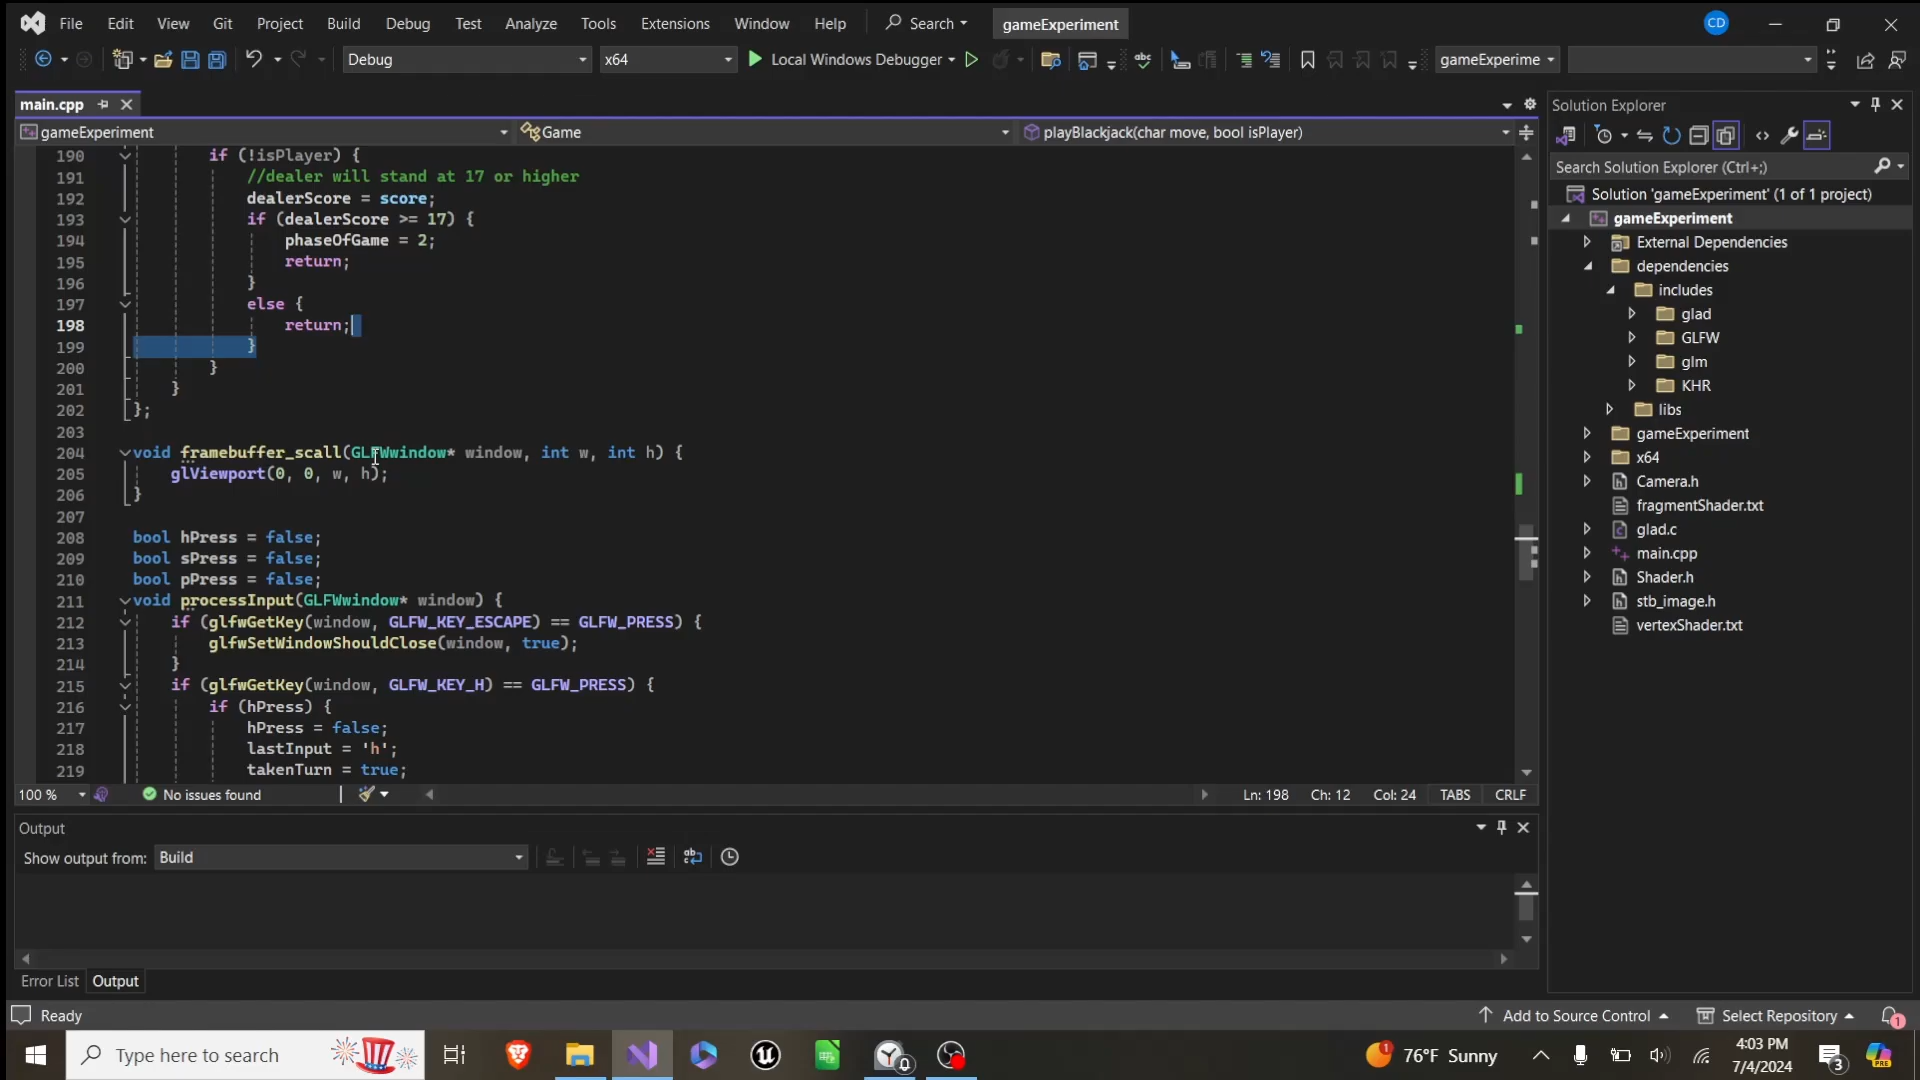 File Edit View Git Project Build Debug Test Analyze Tools Extensions Window Help Search gameExperiment CD
Debug x64 Local Windows Debugger gameExperime
main.cpp
gameExperiment Game playBlackjack(char move, bool isPlayer)
190 if (!isPlayer) {
191 //dealer will stand at 17 or higher
192 dealerScore = score;
193 if (dealerScore >= 17) {
194 phaseOfGame = 2;
195 return;
196 }
197 else {
198 return;
199 }
200 }
201 }
202 };
203
204 void framebuffer_scall(GLFWwindow* window, int w, int h) {
205 glViewport(0, 0, w, h);
206 }
207
208 bool hPress = false;
209 bool sPress = false;
210 bool pPress = false;
211 void processInput(GLFWwindow* window) {
212 if (glfwGetKey(window, GLFW_KEY_ESCAPE) == GLFW_PRESS) {
213 glfwSetWindowShouldClose(window, true);
214 }
215 if (glfwGetKey(window, GLFW_KEY_H) == GLFW_PRESS) {
216 if (hPress) {
217 hPress = false;
218 lastInput = 'h';
219 takenTurn = true;
100 % No issues found Ln: 198 Ch: 12 Col: 24 TABS CRLF
Output
Show output from: Build
Error List Output
Solution Explorer
Search Solution Explorer (Ctrl+;)
Solution 'gameExperiment' (1 of 1 project)
gameExperiment
External Dependencies
dependencies
includes
glad
GLFW
glm
KHR
libs
gameExperiment
x64
Camera.h
fragmentShader.txt
glad.c
main.cpp
Shader.h
stb_image.h
vertexShader.txt
Ready Add to Source Control Select Repository 1
Type here to search 1 76°F Sunny 4:03 PM 3
7/4/2024